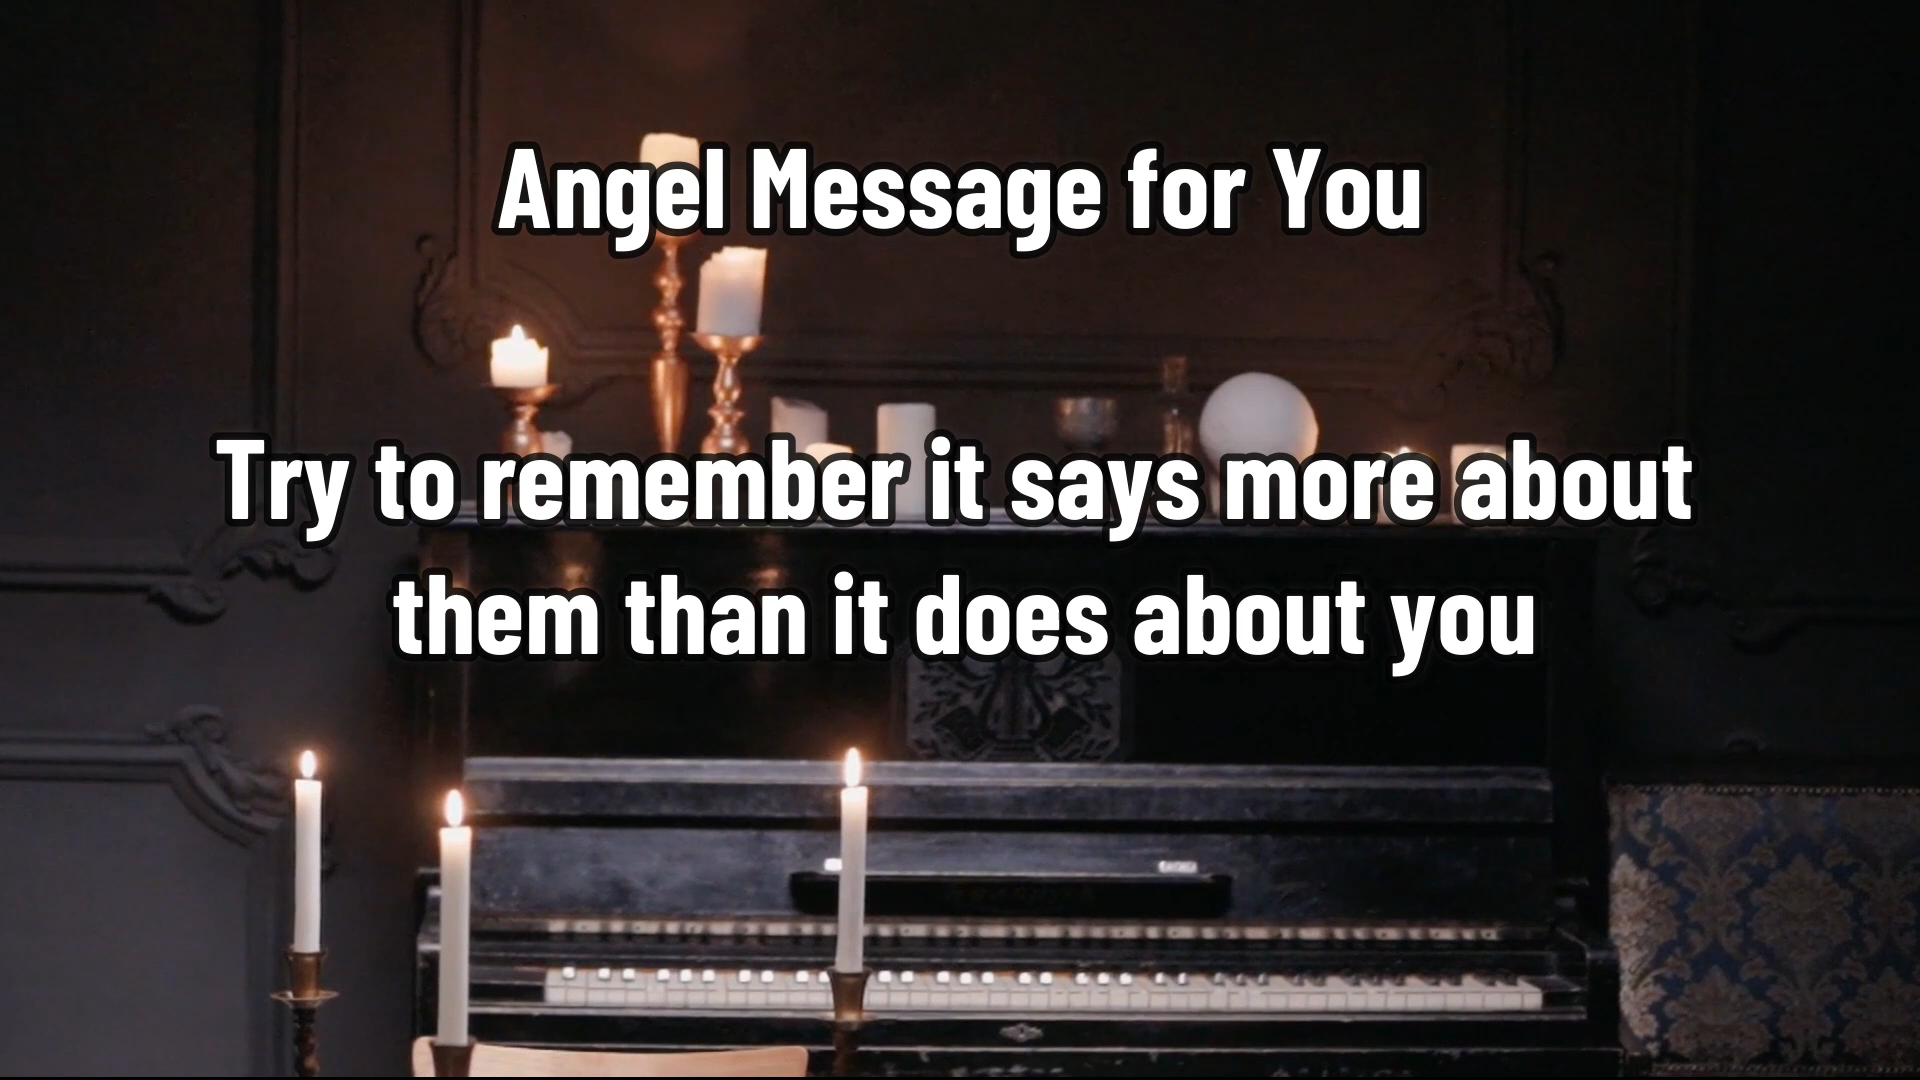 Angel Message for You
Try to remember it says more about
them than it does about you